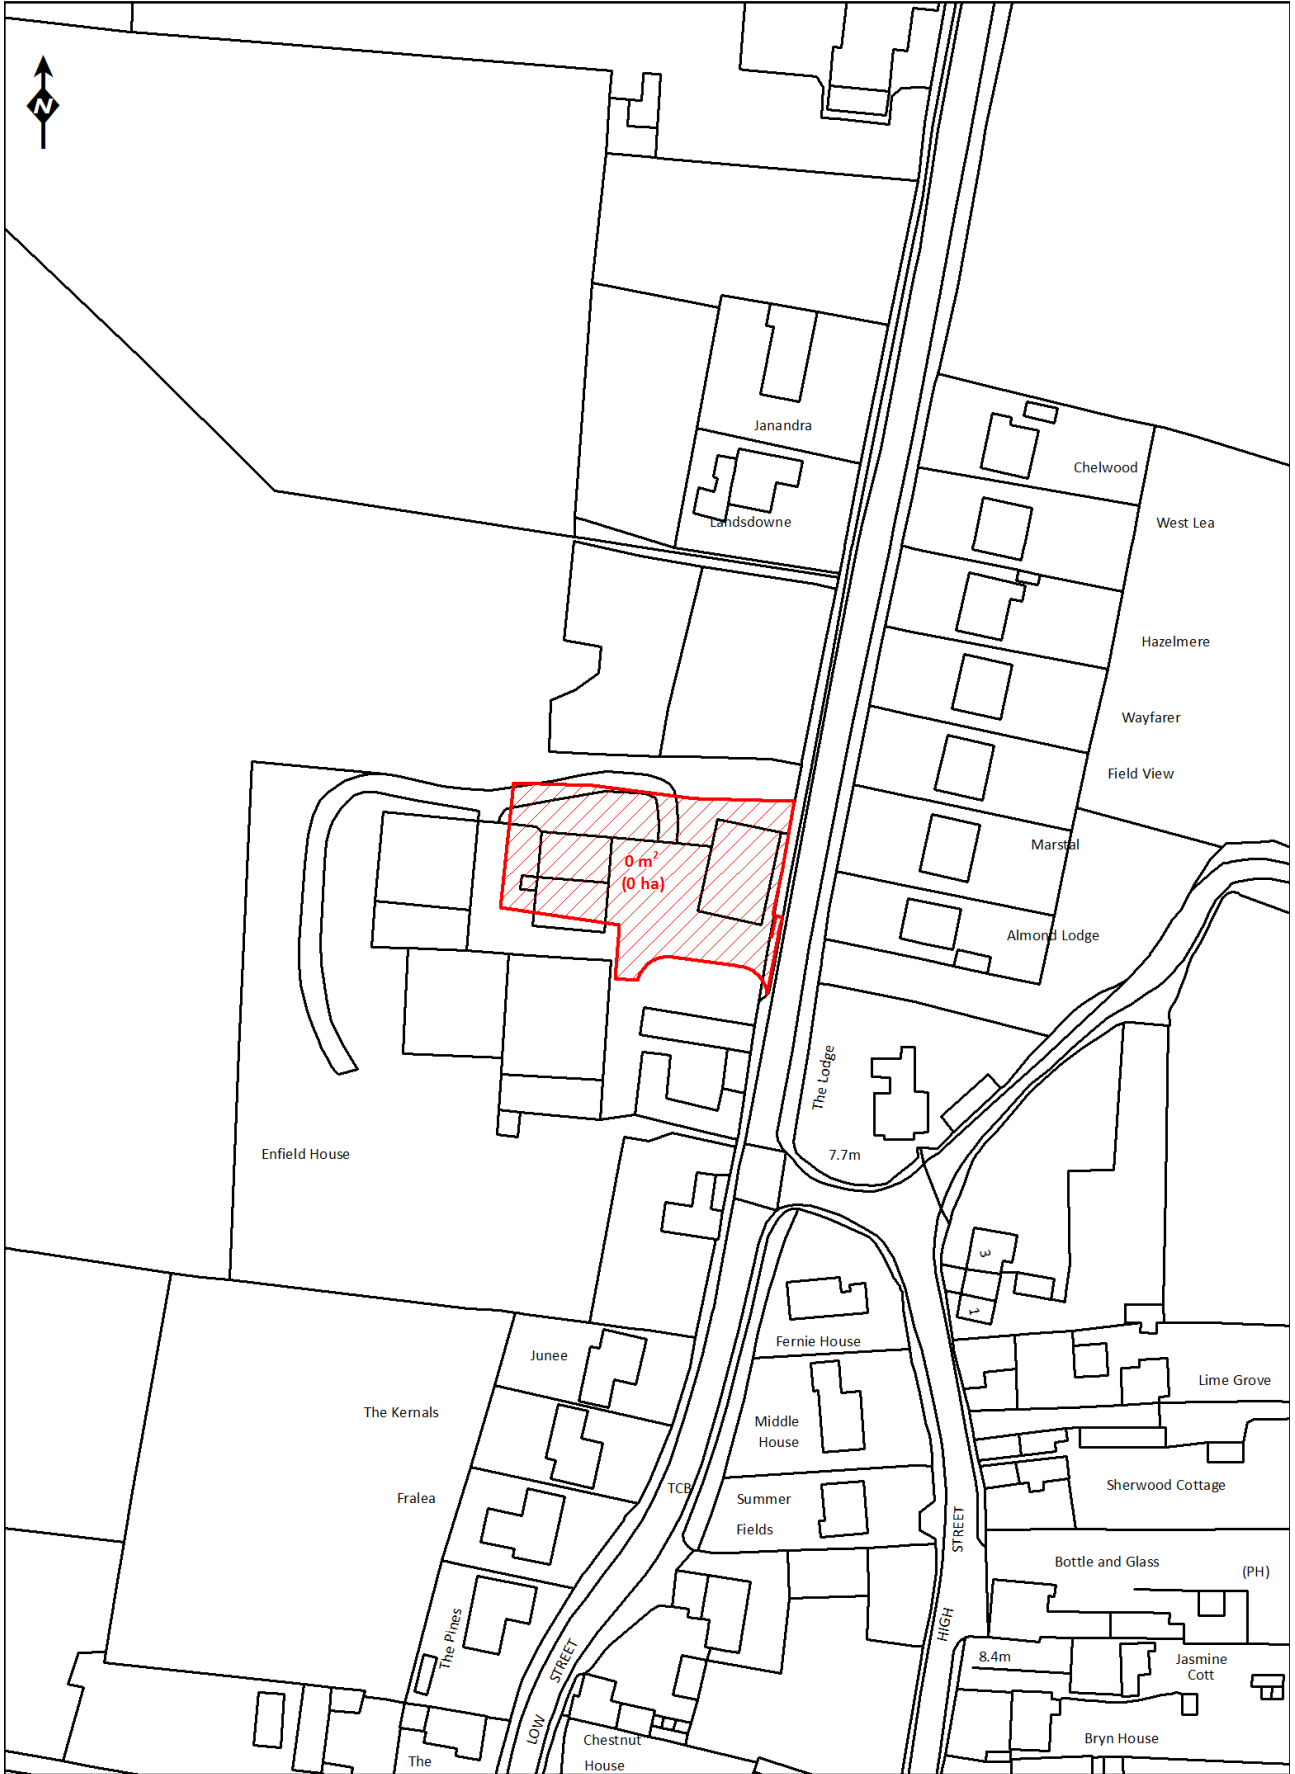 N
Janandra
Chelwood
Landsdowne
West Lea
Hazelmere
Wayfarer
Field View
Marstal
0 m²
(0 ha)
Almond Lodge
The Lodge
7.7m
Enfield House
3
1
Fernie House
Junee
Lime Grove
The Kernals
Middle
House
TCB
Sherwood Cottage
Fralea
Summer
Fields
HIGH STREET
Bottle and Glass
(PH)
The Pines
8.4m
Jasmine
Cott
LOW STREET
Chestnut
House
Bryn House
The